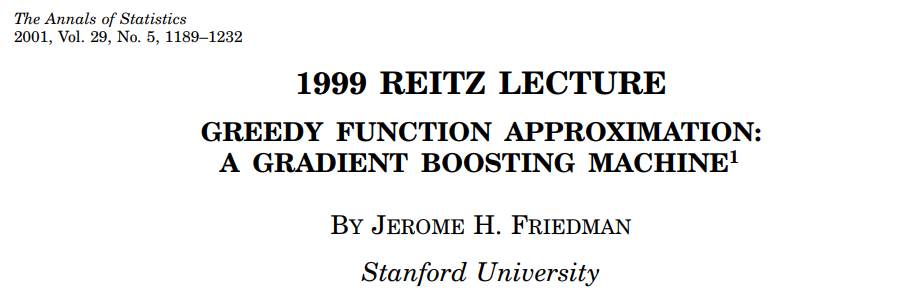 The Annals of Statistics
2001, Vol. 29, No. 5, 1189–1232
1999 REITZ LECTURE
GREEDY FUNCTION APPROXIMATION:
A GRADIENT BOOSTING MACHINE¹
BY JEROME H. FRIEDMAN
Stanford University